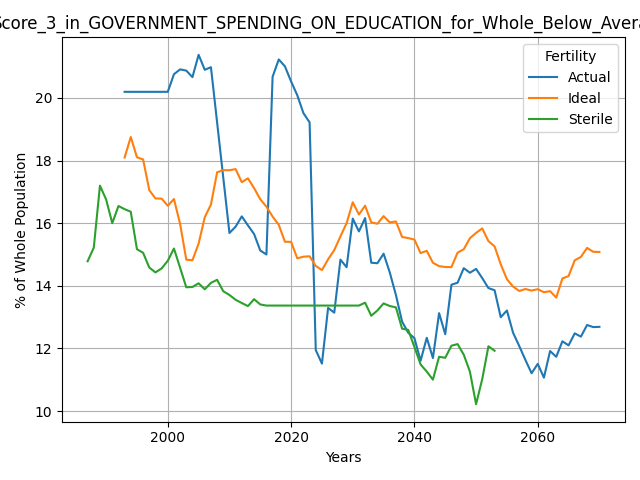 Score_3_in_GOVERNMENT_SPENDING_ON_EDUCATION_for_Whole_Below_Avera
Fertility
Actual
Ideal
Sterile
% of Whole Population
20
18
16
14
12
10
2000 2020 2040 2060
Years